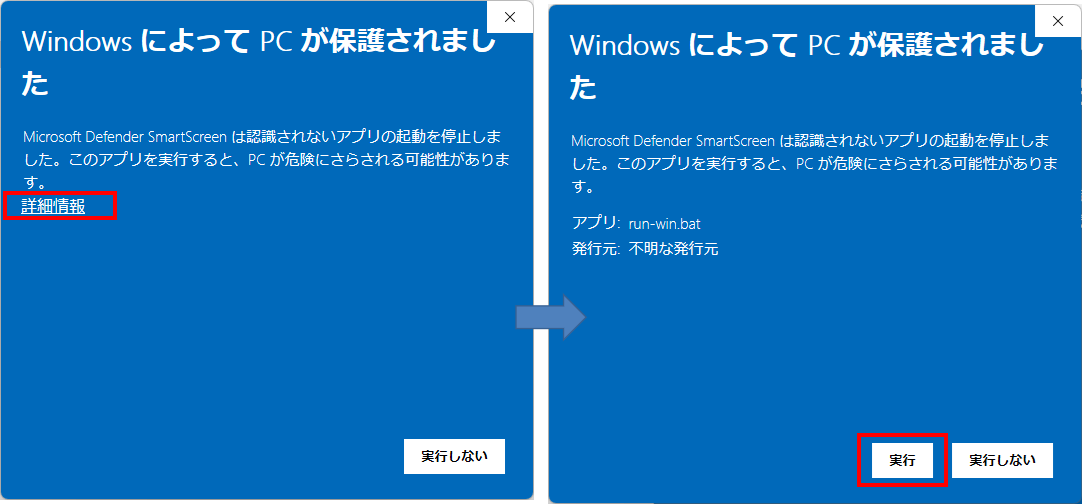 Windows によって PC が保護されまし
た
Microsoft Defender SmartScreen は認識されないアプリの起動を停止しま
した。このアプリを実行すると、PC が危険にさらされる可能性がありま
す。
詳細情報
実行しない
Windows によって PC が保護されまし
た
Microsoft Defender SmartScreen は認識されないアプリの起動を停止しま
した。このアプリを実行すると、PC が危険にさらされる可能性がありま
す。
アプリ: run-win.bat
発行元: 不明な発行元
実行 実行しない